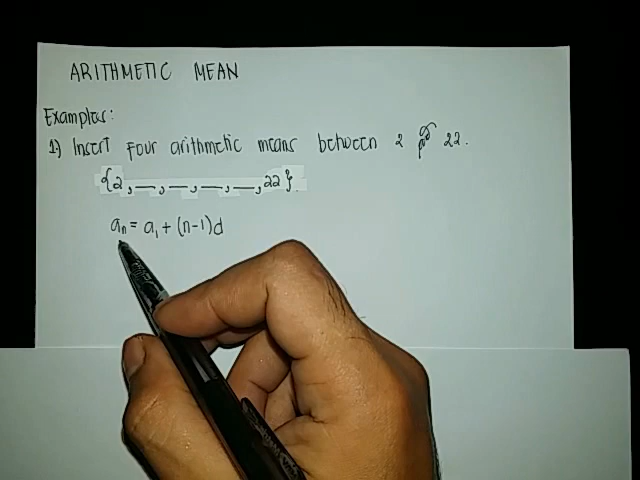 ARITHMETIC MEAN
Examples:
1.) Insert four arithmetic means between 2 & 22.
{2, __, __, __, __, 22}.
aₙ = a₁ + (n-1)d